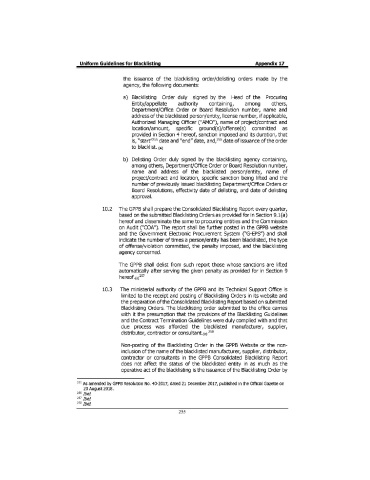 Uniform Guidelines for Blacklisting Appendix 17
the issuance of the blacklisting order/delisting orders made by the
agency, the following documents:
a) Blacklisting Order duly signed by the Head of the Procuring
Entity/appellate authority containing, among others,
Department/Office Order or Board Resolution number, name and
address of the blacklisted person/entity, license number, if applicable,
Authorized Managing Officer ("AMO"), name of project/contract and
location/amount, specific ground(s)/offense(s) committed as
provided in Section 4 hereof, sanction imposed and its duration, that
is, "start" date and "end" date, and, date of issuance of the order
to blacklist. (a)
b) Delisting Order duly signed by the blacklisting agency containing,
among others, Department/Office Order or Board Resolution number,
name and address of the blacklisted person/entity, name of
project/contract and location, specific sanction being lifted and the
number of previously issued blacklisting Department/Office Orders or
Board Resolutions, effectivity date of delisting, and date of delisting
approval.
10.2 The GPPB shall prepare the Consolidated Blacklisting Report every quarter,
based on the submitted Blacklisting Orders as provided for in Section 9.1(a)
hereof and disseminate the same to procuring entities and the Commission
on Audit ("COA"). The report shall be further posted in the GPPB website
and the Government Electronic Procurement System ("G-EPS") and shall
indicate the number of times a person/entity has been blacklisted, the type
of offense/violation committed, the penalty imposed, and the blacklisting
agency concerned.
The GPPB shall delist from such report those whose sanctions are lifted
automatically after serving the given penalty as provided for in Section 9
hereof.(a)
10.3 The ministerial authority of the GPPB and its Technical Support Office is
limited to the receipt and posting of Blacklisting Orders in its website and
the preparation of the Consolidated Blacklisting Report based on submitted
Blacklisting Orders. The blacklisting order submitted to the office carries
with it the presumption that the provisions of the Blacklisting Guidelines
and the Contract Termination Guidelines were duly complied with and that
due process was afforded the blacklisted manufacturer, supplier,
distributor, contractor or consultant.(a)
Non-posting of the Blacklisting Order in the GPPB Website or the non-
inclusion of the name of the blacklisted manufacturer, supplier, distributor,
contractor or consultants in the GPPB Consolidated Blacklisting Report
does not affect the status of the blacklisted entity in as much as the
operative act of the blacklisting is the issuance of the Blacklisting Order by
As amended by GPPB Resolution No. 40-2017, dated 21 December 2017, published in the Official Gazette on
Ibid
Ibid
Ibid